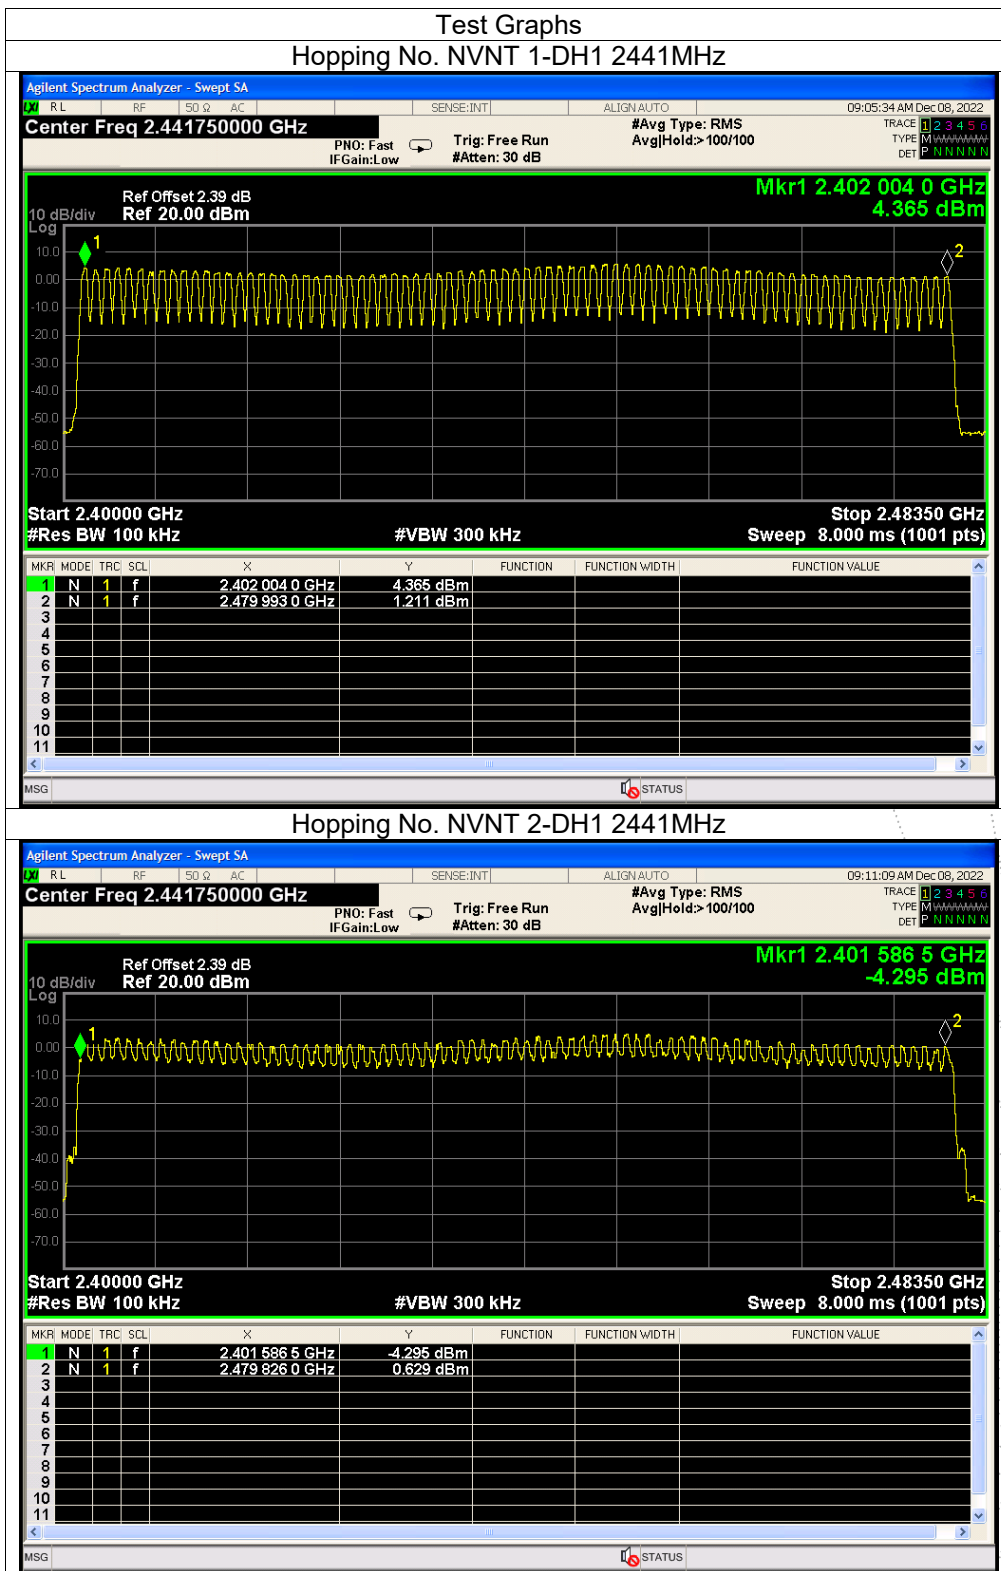 Test Graphs
Hopping No. NVNT 1-DH1 2441MHz
Agilent Spectrum Analyzer - Swept SA
LXI RL RF 50 Ω AC SENSE:INT ALIGN AUTO 09:05:34 AM Dec 08, 2022
Center Freq 2.441750000 GHz #Avg Type: RMS TRACE 1 2 3 4 5 6
PNO: Fast Trig: Free Run Avg|Hold:> 100/100 TYPE M WWWWW
IFGain:Low #Atten: 30 dB DET P N N N N N
Mkr1 2.402 004 0 GHz
Ref Offset 2.39 dB 4.365 dBm
10 dB/div Ref 20.00 dBm
Log
1
2
10.0
0.00
-10.0
-20.0
-30.0
-40.0
-50.0
-60.0
-70.0
Start 2.40000 GHz Stop 2.48350 GHz
#Res BW 100 kHz #VBW 300 kHz Sweep 8.000 ms (1001 pts)
MKR MODE TRC SCL X Y FUNCTION FUNCTION WIDTH FUNCTION VALUE
1 N 1 f 2.402 004 0 GHz 4.365 dBm
2 N 1 f 2.479 993 0 GHz 1.211 dBm
3
4
5
6
7
8
9
10
11
MSG STATUS
Hopping No. NVNT 2-DH1 2441MHz
Agilent Spectrum Analyzer - Swept SA
LXI RL RF 50 Ω AC SENSE:INT ALIGN AUTO 09:11:09 AM Dec 08, 2022
Center Freq 2.441750000 GHz #Avg Type: RMS TRACE 1 2 3 4 5 6
PNO: Fast Trig: Free Run Avg|Hold:> 100/100 TYPE M WWWWW
IFGain:Low #Atten: 30 dB DET P N N N N N
Mkr1 2.401 586 5 GHz
Ref Offset 2.39 dB -4.295 dBm
10 dB/div Ref 20.00 dBm
Log
1
2
10.0
0.00
-10.0
-20.0
-30.0
-40.0
-50.0
-60.0
-70.0
Start 2.40000 GHz Stop 2.48350 GHz
#Res BW 100 kHz #VBW 300 kHz Sweep 8.000 ms (1001 pts)
MKR MODE TRC SCL X Y FUNCTION FUNCTION WIDTH FUNCTION VALUE
1 N 1 f 2.401 586 5 GHz -4.295 dBm
2 N 1 f 2.479 826 0 GHz 0.629 dBm
3
4
5
6
7
8
9
10
11
MSG STATUS